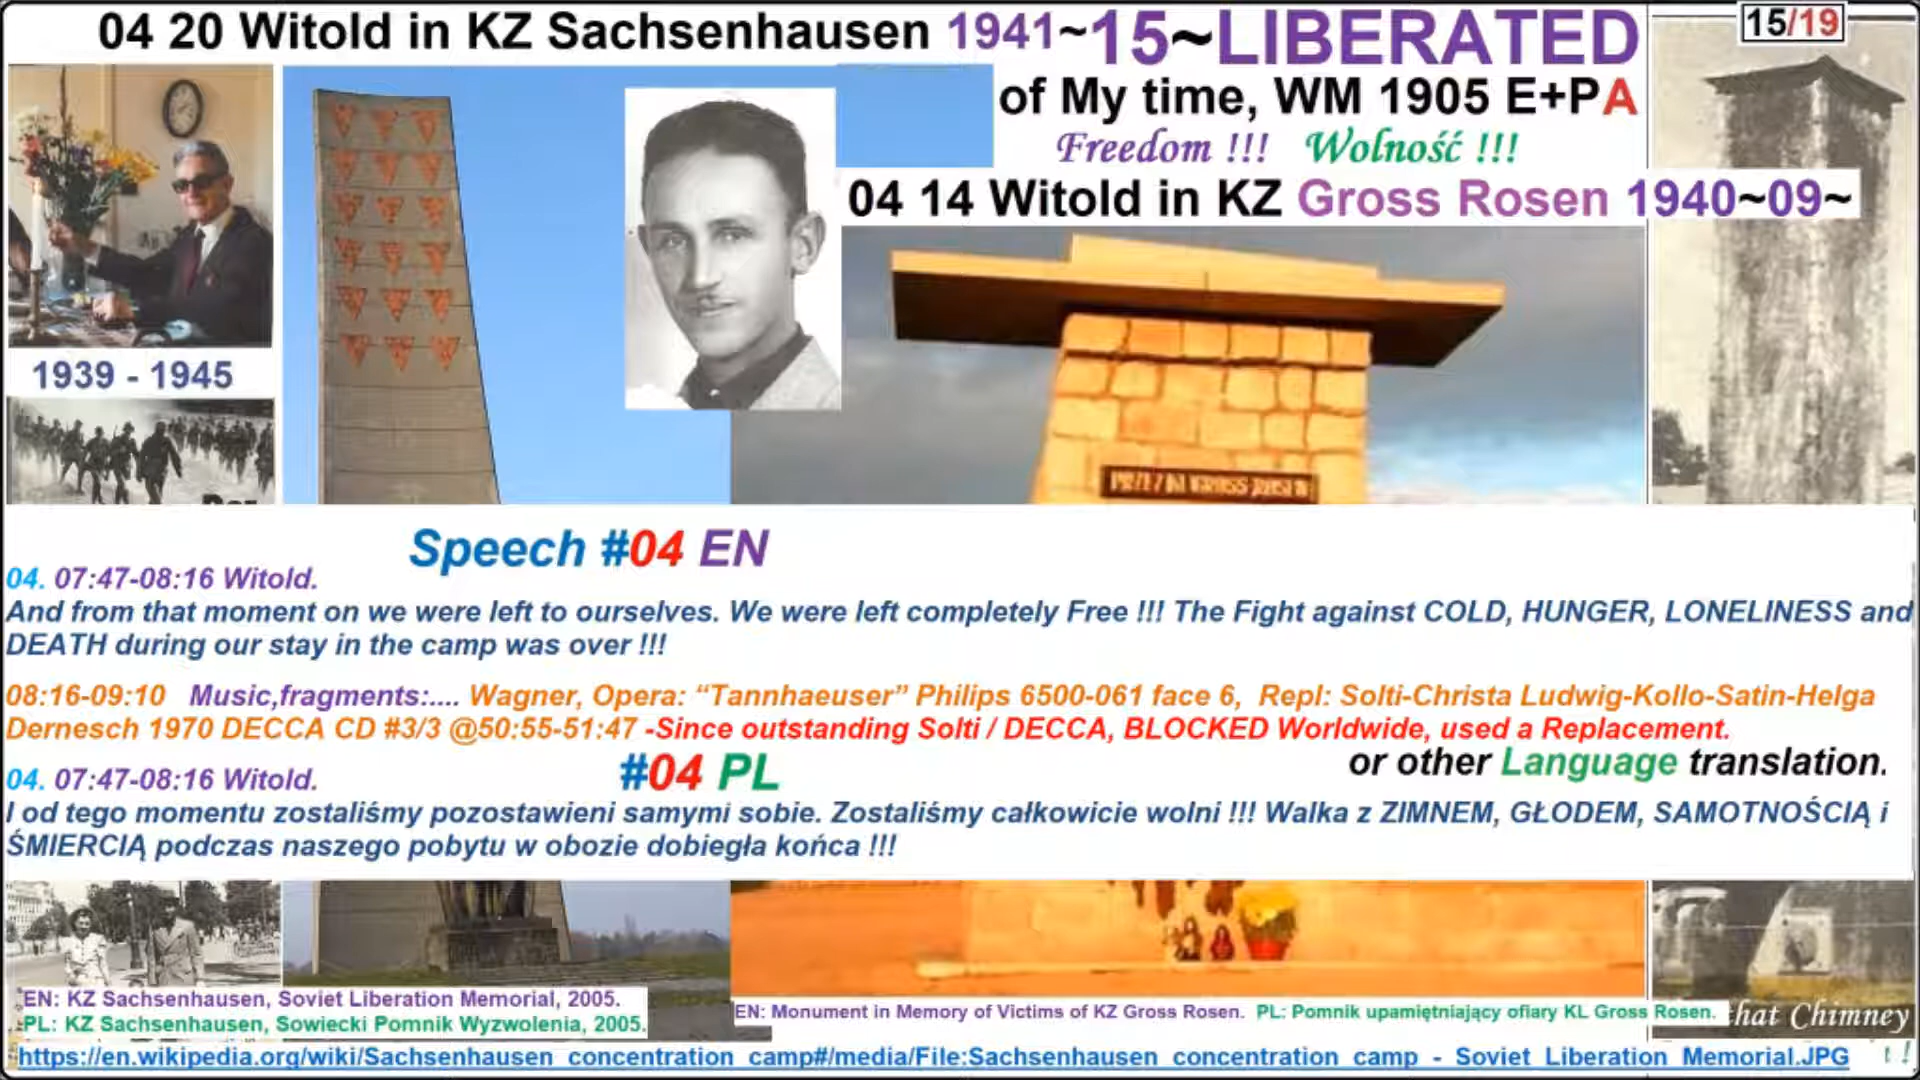 04 20 Witold in KZ Sachsenhausen 1941~15~LIBERATED
15/19
of My time, WM 1905 E+PA
Freedom !!! Wolność !!!
04 14 Witold in KZ Gross Rosen 1940~09~
1939 - 1945
Speech #04 EN
04. 07:47-08:16 Witold.
And from that moment on we were left to ourselves. We were left completely Free !!! The Fight against COLD, HUNGER, LONELINESS and
DEATH during our stay in the camp was over !!!
08:16-09:10 Music,fragments:.... Wagner, Opera: “Tannhaeuser” Philips 6500-061 face 6, Repl: Solti-Christa Ludwig-Kollo-Satin-Helga
Dernesch 1970 DECCA CD #3/3 @50:55-51:47 -Since outstanding Solti / DECCA, BLOCKED Worldwide, used a Replacement.
#04 PL
or other Language translation.
04. 07:47-08:16 Witold.
I od tego momentu zostaliśmy pozostawieni samymi sobie. Zostaliśmy całkowicie wolni !!! Walka z ZIMNEM, GŁODEM, SAMOTNOŚCIĄ i
ŚMIERCIĄ podczas naszego pobytu w obozie dobiegła końca !!!
EN: KZ Sachsenhausen, Soviet Liberation Memorial, 2005.
PL: KZ Sachsenhausen, Sowiecki Pomnik Wyzwolenia, 2005.
EN: Monument in Memory of Victims of KZ Gross Rosen. PL: Pomnik upamiętniający ofiary KL Gross Rosen.
that Chimney
https://en.wikipedia.org/wiki/Sachsenhausen_concentration_camp#/media/File:Sachsenhausen_concentration_camp_-_Soviet_Liberation_Memorial.JPG